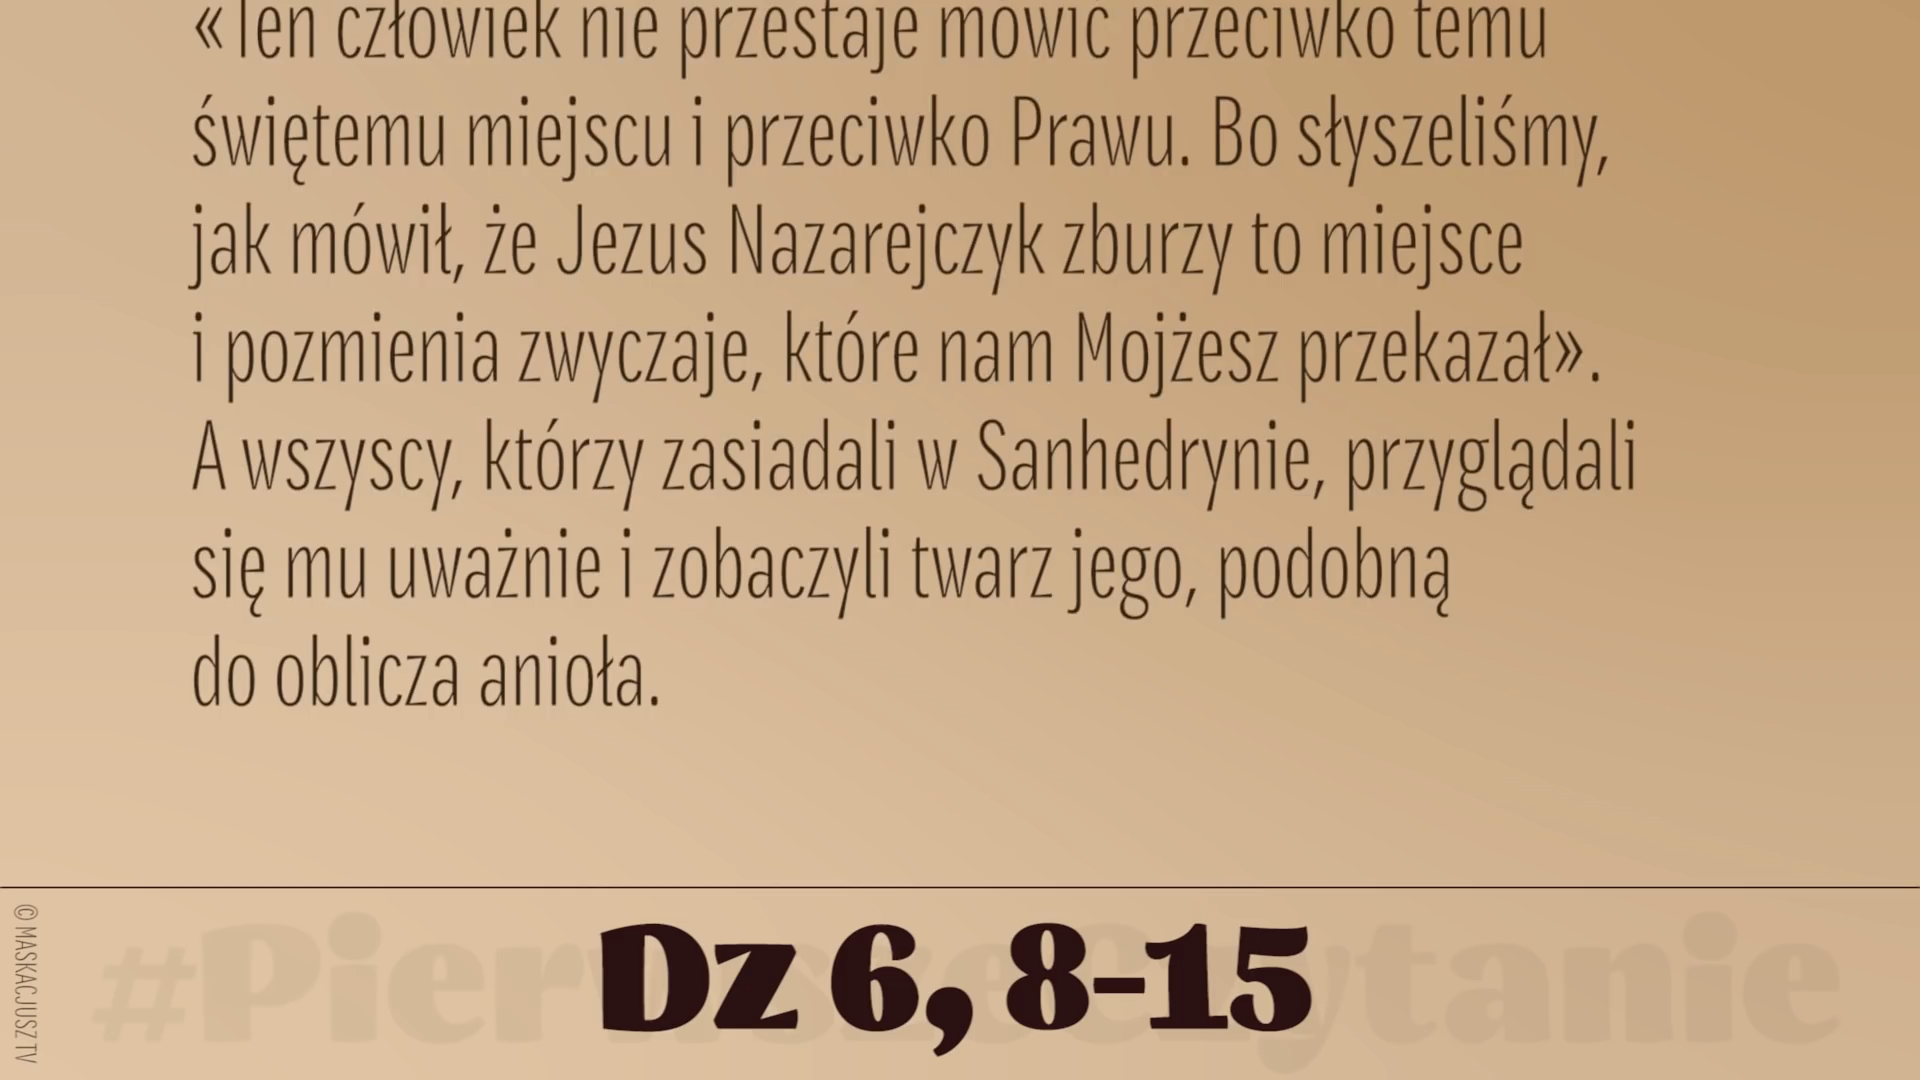 «Ten człowiek nie przestaje mówić przeciwko temu
świętemu miejscu i przeciwko Prawu. Bo słyszeliśmy,
jak mówił, że Jezus Nazarejczyk zburzy to miejsce
i pozmienia zwyczaje, które nam Mojżesz przekazał».
A wszyscy, którzy zasiadali w Sanhedrynie, przyglądali
się mu uważnie i zobaczyli twarz jego, podobną
do oblicza anioła.
#PierwszeCzytanie
Dz 6, 8-15
© MASKACJUSZ TV